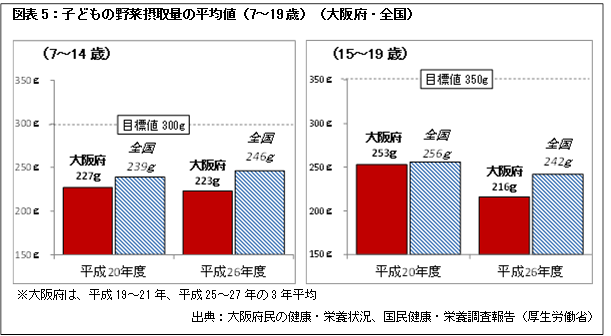 図表5：子どもの野菜摂取量の平均値（7～19歳）（大阪府・全国）
（7～14歳）
350g
300g
250g
200g
150g
目標値300g
大阪府
227g
全国
239g
大阪府
223g
全国
246g
平成20年度
平成26年度
（15～19歳）
350g
300g
250g
200g
150g
目標値350g
大阪府
253g
全国
256g
大阪府
216g
全国
242g
平成20年度
平成26年度
※大阪府は、平成19～21年、平成25～27年の3年平均
出典：大阪府民の健康・栄養状況、国民健康・栄養調査報告（厚生労働省）